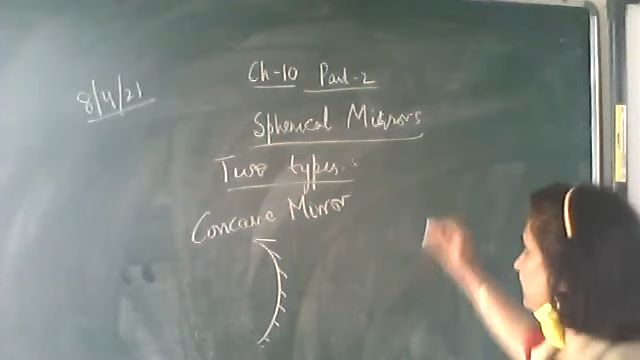 8/4/21
Ch-10 Part-2
Spherical Mirrors
Two types:
Concave Mirror